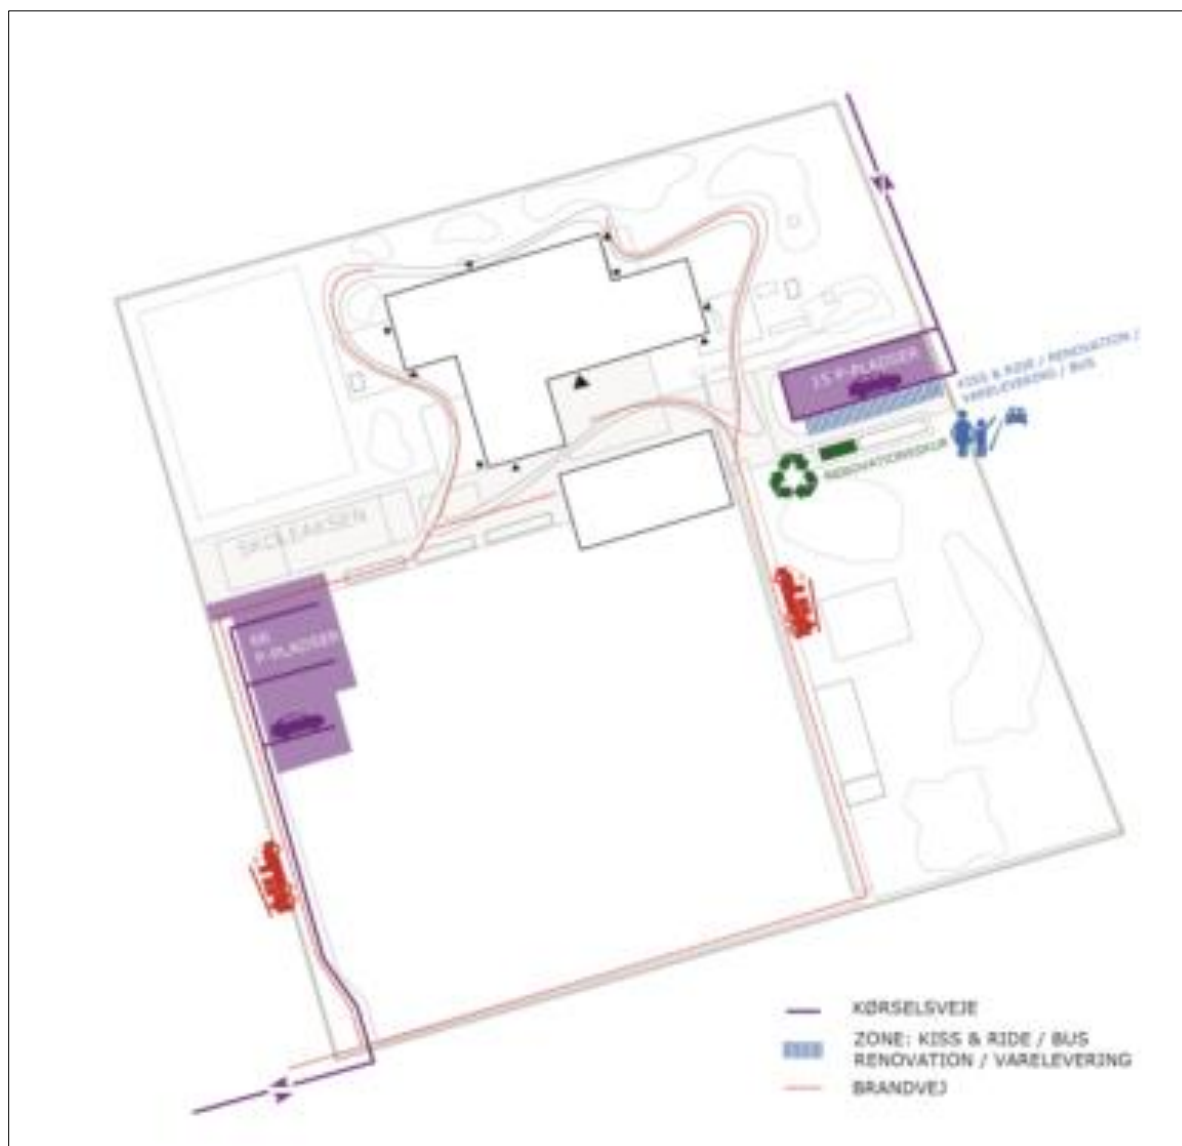 15 P-PLADSER
KISS & RIDE / RENOVATION /
VARELEVERING / BUS
RENOVATIONSSKUR
SKOLEAKSEN
P-PLADSER
KØRSELSVEJE
ZONE: KISS & RIDE / BUS
RENOVATION / VARELEVERING
BRANDVEJ